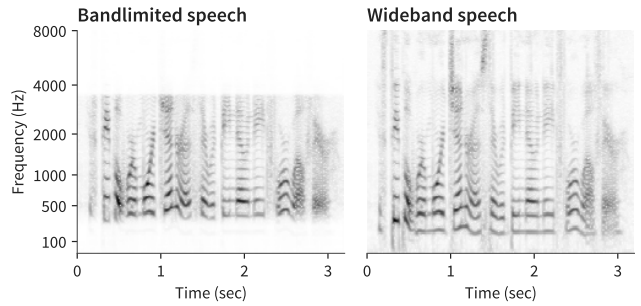 Bandlimited speech
Wideband speech
8000
4000
2000
1000
500
100
Frequency (Hz)
0 1 2 3
0 1 2 3
Time (sec)
Time (sec)